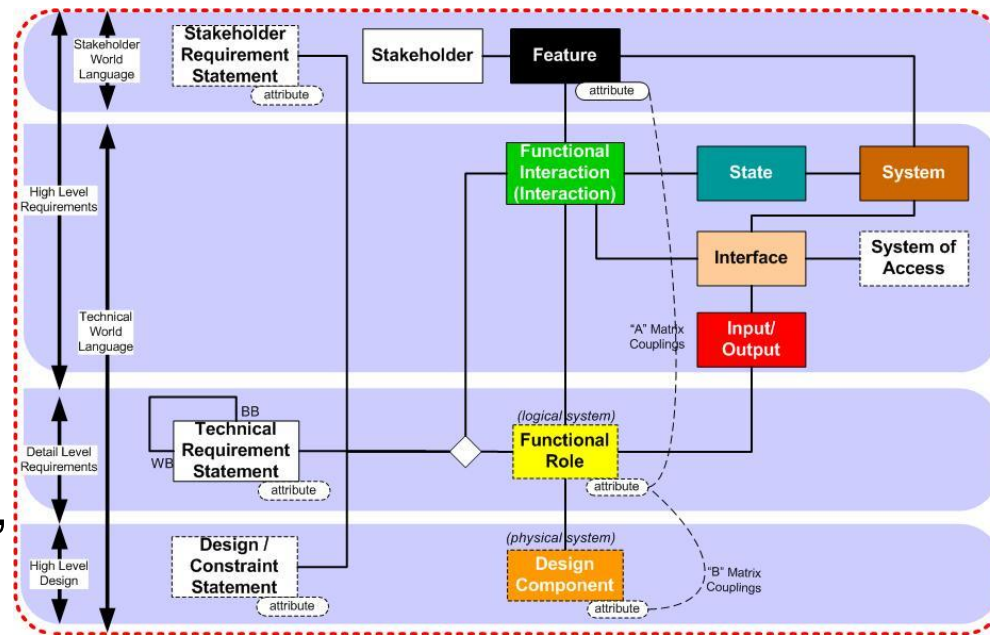 Stakeholder
World
Language
Stakeholder
Requirement
Statement
attribute
Stakeholder
Feature
attribute
High Level
Requirements
Technical
World
Language
Functional
Interaction
(Interaction)
State
System
Interface
System of
Access
"A" Matrix
Couplings
Input/
Output
Detail Level
Requirements
BB
WB
Technical
Requirement
Statement
attribute
(logical system)
Functional
Role
attribute
High Level
Design
Design /
Constraint
Statement
attribute
(physical system)
Design
Component
attribute
"B" Matrix
Couplings